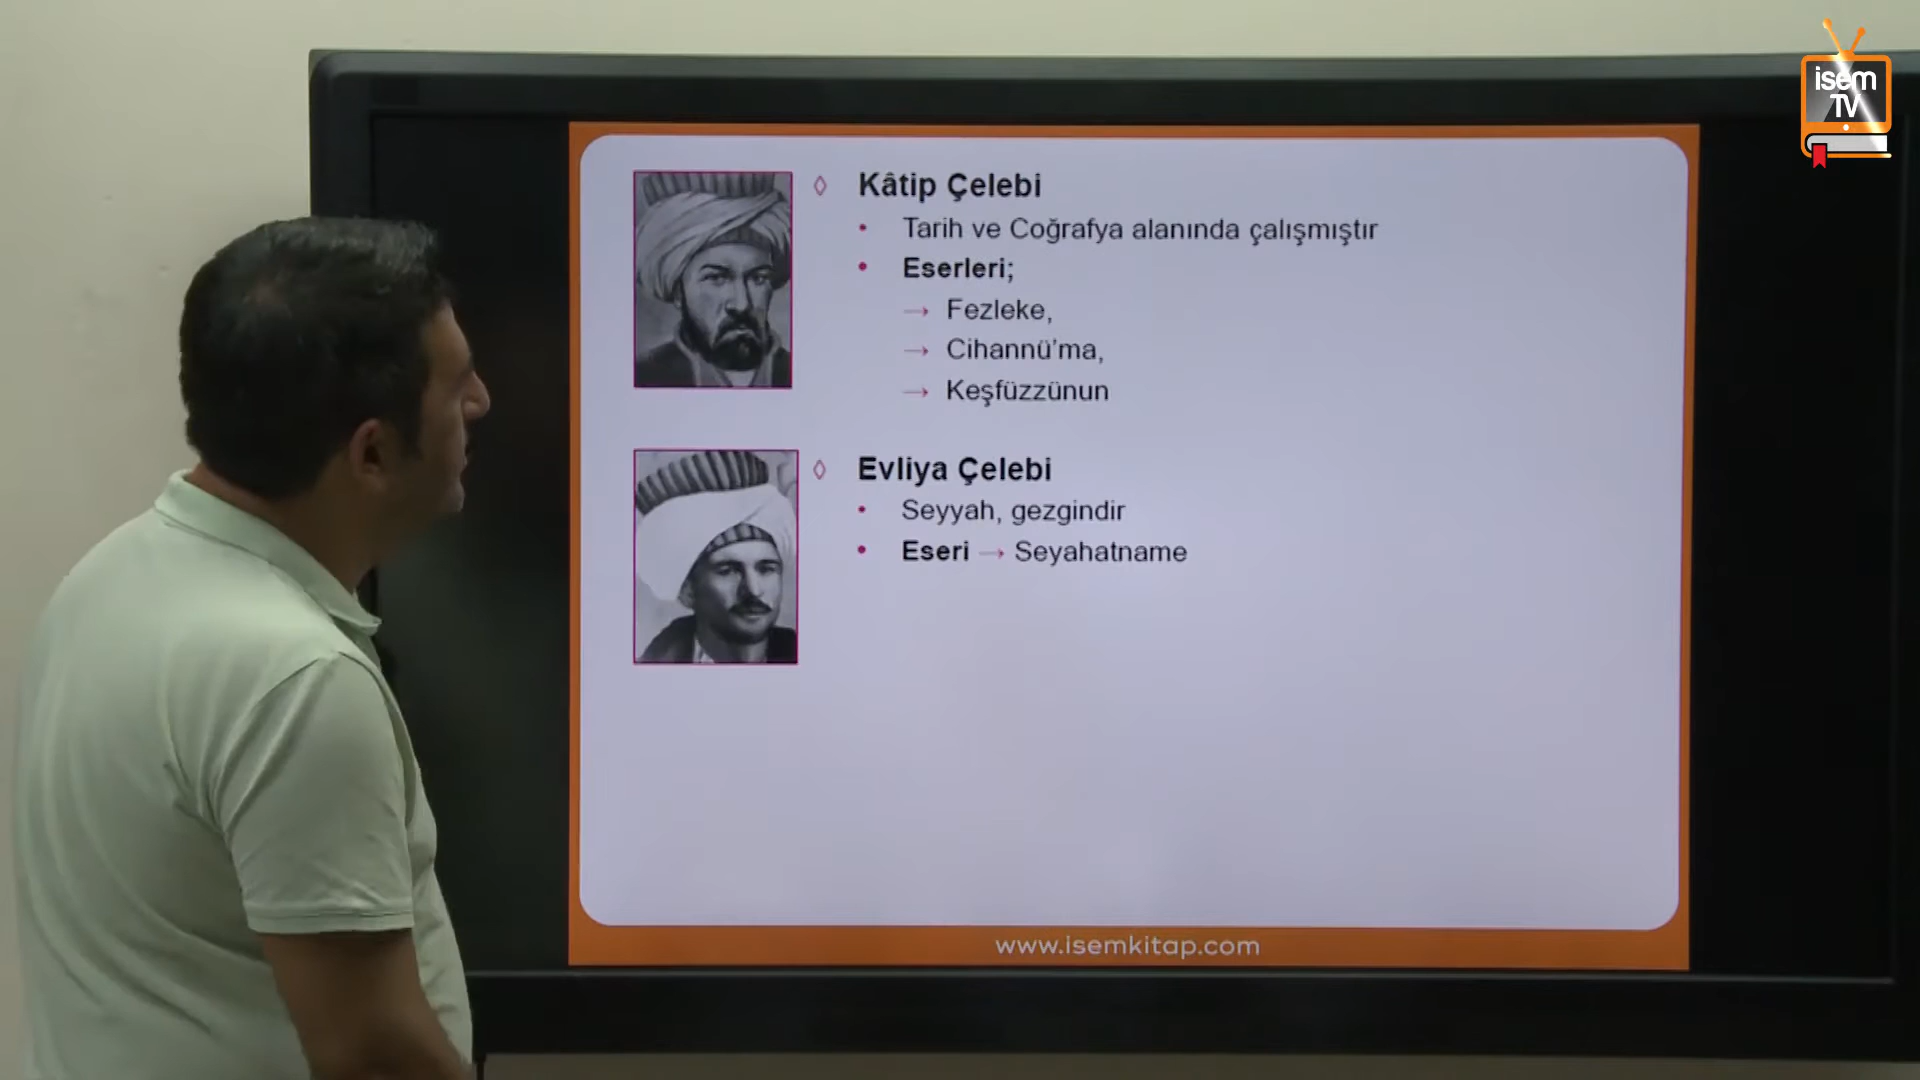 isem
TV
Kâtip Çelebi
Tarih ve Coğrafya alanında çalışmıştır
Eserleri;
→ Fezleke,
→ Cihannü'ma,
→ Keşfüzzünun
Evliya Çelebi
Seyyah, gezgindir
Eseri → Seyahatname
www.isemkitap.com